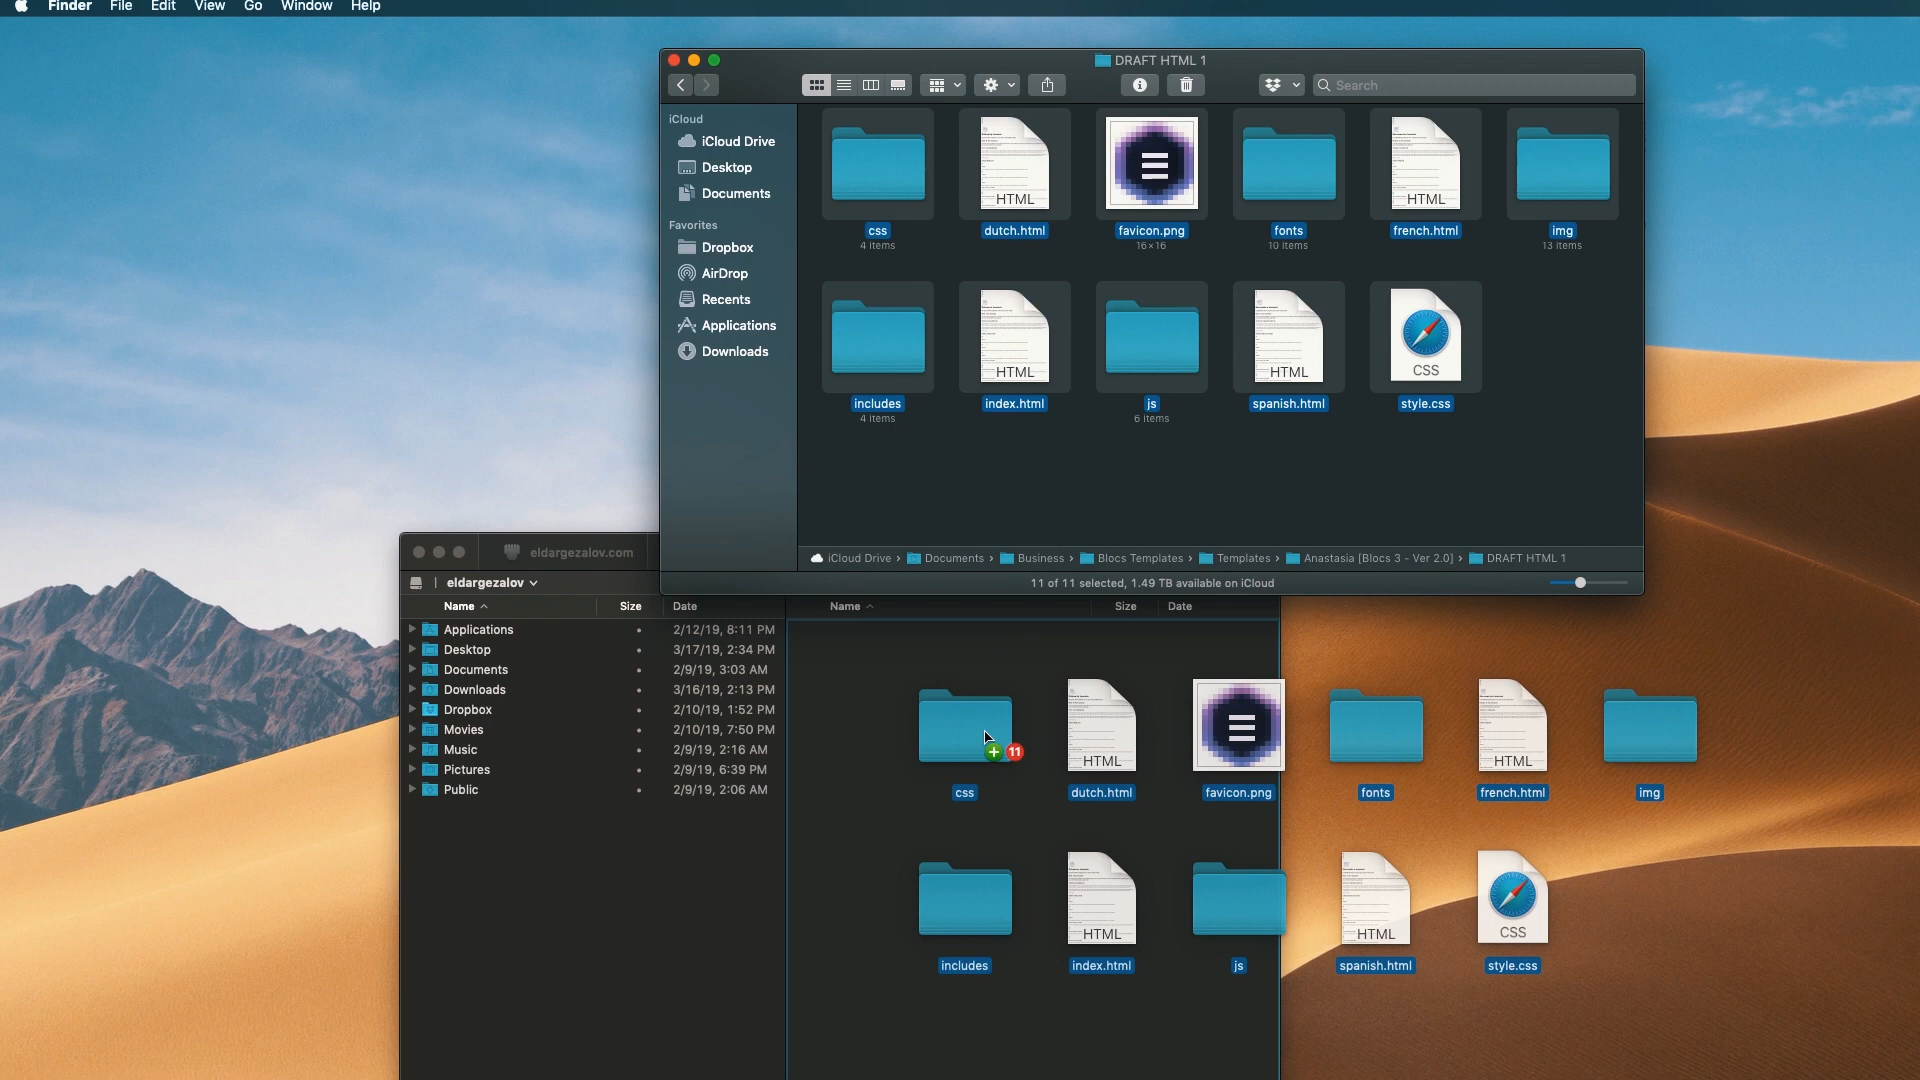 Finder File Edit View Go Window Help
DRAFT HTML 1
Search
iCloud
iCloud Drive
Desktop
Documents
Favorites
Dropbox
AirDrop
Recents
Applications
Downloads
HTML HTML
css dutch.html favicon.png fonts french.html img
4 items 16×16 10 items 13 items
HTML HTML CSS
includes index.html js spanish.html style.css
4 items 6 items
iCloud Drive › Documents › Business › Blocs Templates › Templates › Anastasia [Blocs 3 - Ver 2.0] › DRAFT HTML 1
11 of 11 selected, 1.49 TB available on iCloud
eldargezalov.com
eldargezalov
Name Size Date
Applications 2/12/19, 8:11 PM
Desktop 3/17/19, 2:34 PM
Documents 2/9/19, 3:03 AM
Downloads 3/16/19, 2:13 PM
Dropbox 2/10/19, 1:52 PM
Movies 2/10/19, 7:50 PM
Music 2/9/19, 2:16 AM
Pictures 2/9/19, 6:39 PM
Public 2/9/19, 2:06 AM
Name Size Date
11
HTML HTML
css dutch.html favicon.png fonts french.html img
HTML HTML CSS
includes index.html js spanish.html style.css